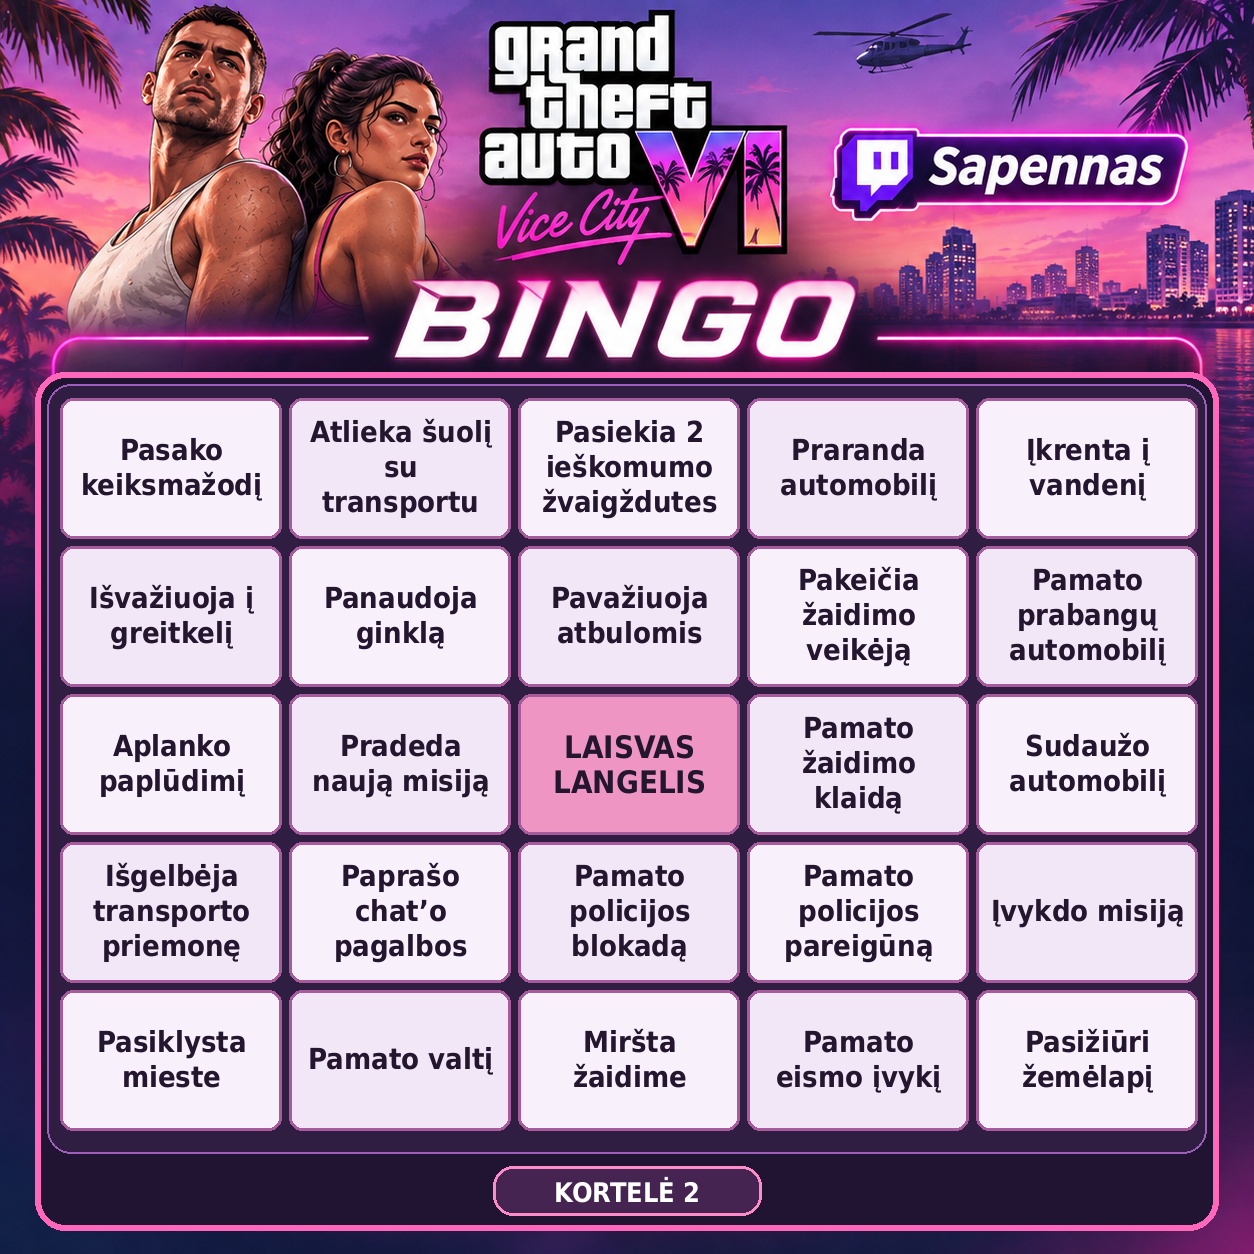 grand
theft
auto VI
Vice City
Sapennas
BINGO
Pasako
keiksmažodį
Atlieka šuolį
su
transportu
Pasiekia 2
ieškomumo
žvaigždutes
Praranda
automobilį
Įkrenta į
vandenį
Išvažiuoja į
greitkelį
Panaudoja
ginklą
Pavažiuoja
atbulomis
Pakeičia
žaidimo
veikėją
Pamato
prabangų
automobilį
Aplanko
paplūdimį
Pradeda
naują misiją
LAISVAS
LANGELIS
Pamato
žaidimo
klaidą
Sudaužo
automobilį
Išgelbėja
transporto
priemonę
Paprašo
chat’o
pagalbos
Pamato
policijos
blokadą
Pamato
policijos
pareigūną
Įvykdo misiją
Pasiklysta
mieste
Pamato valtį
Miršta
žaidime
Pamato
eismo įvykį
Pasižiūri
žemėlapį
KORTELĖ 2